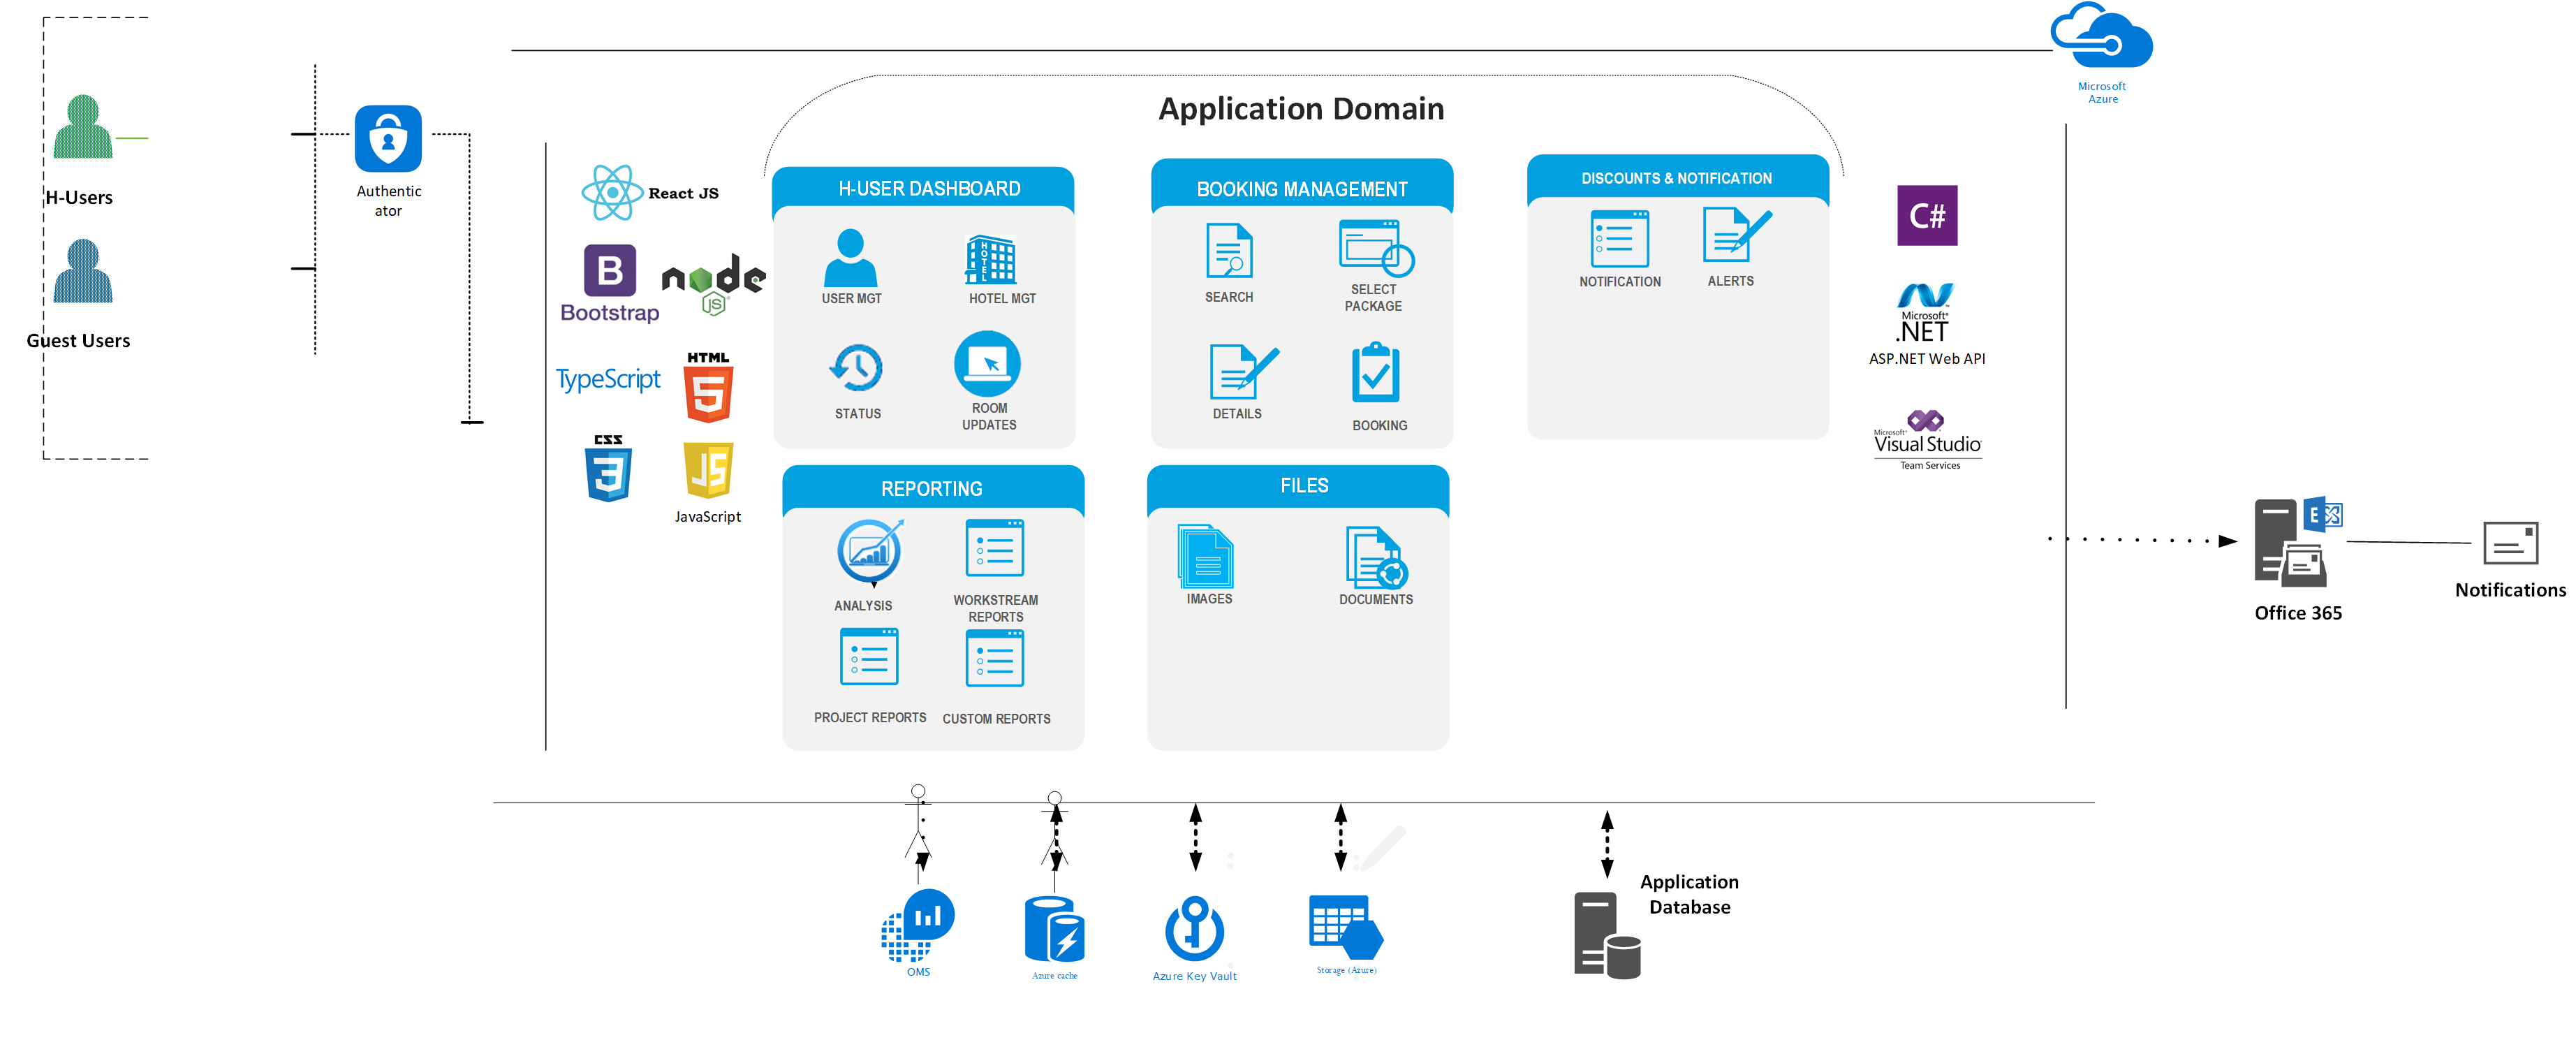 Microsoft
Azure
Application Domain
H-Users
Guest Users
Authentic
ator
React JS
B
Bootstrap
node
JS
TypeScript
HTML
5
CSS
3
JS
JavaScript
H-USER DASHBOARD
USER MGT
HOTEL
HOTEL MGT
STATUS
ROOM
UPDATES
BOOKING MANAGEMENT
SEARCH
SELECT
PACKAGE
DETAILS
BOOKING
DISCOUNTS & NOTIFICATION
NOTIFICATION
ALERTS
C#
Microsoft®
.NET
ASP.NET Web API
Microsoft®
Visual Studio
Team Services
REPORTING
ANALYSIS
WORKSTREAM
REPORTS
PROJECT REPORTS
CUSTOM REPORTS
FILES
IMAGES
DOCUMENTS
E
Office 365
Notifications
OMS
Azure cache
Azure Key Vault
Storage (Azure)
Application
Database